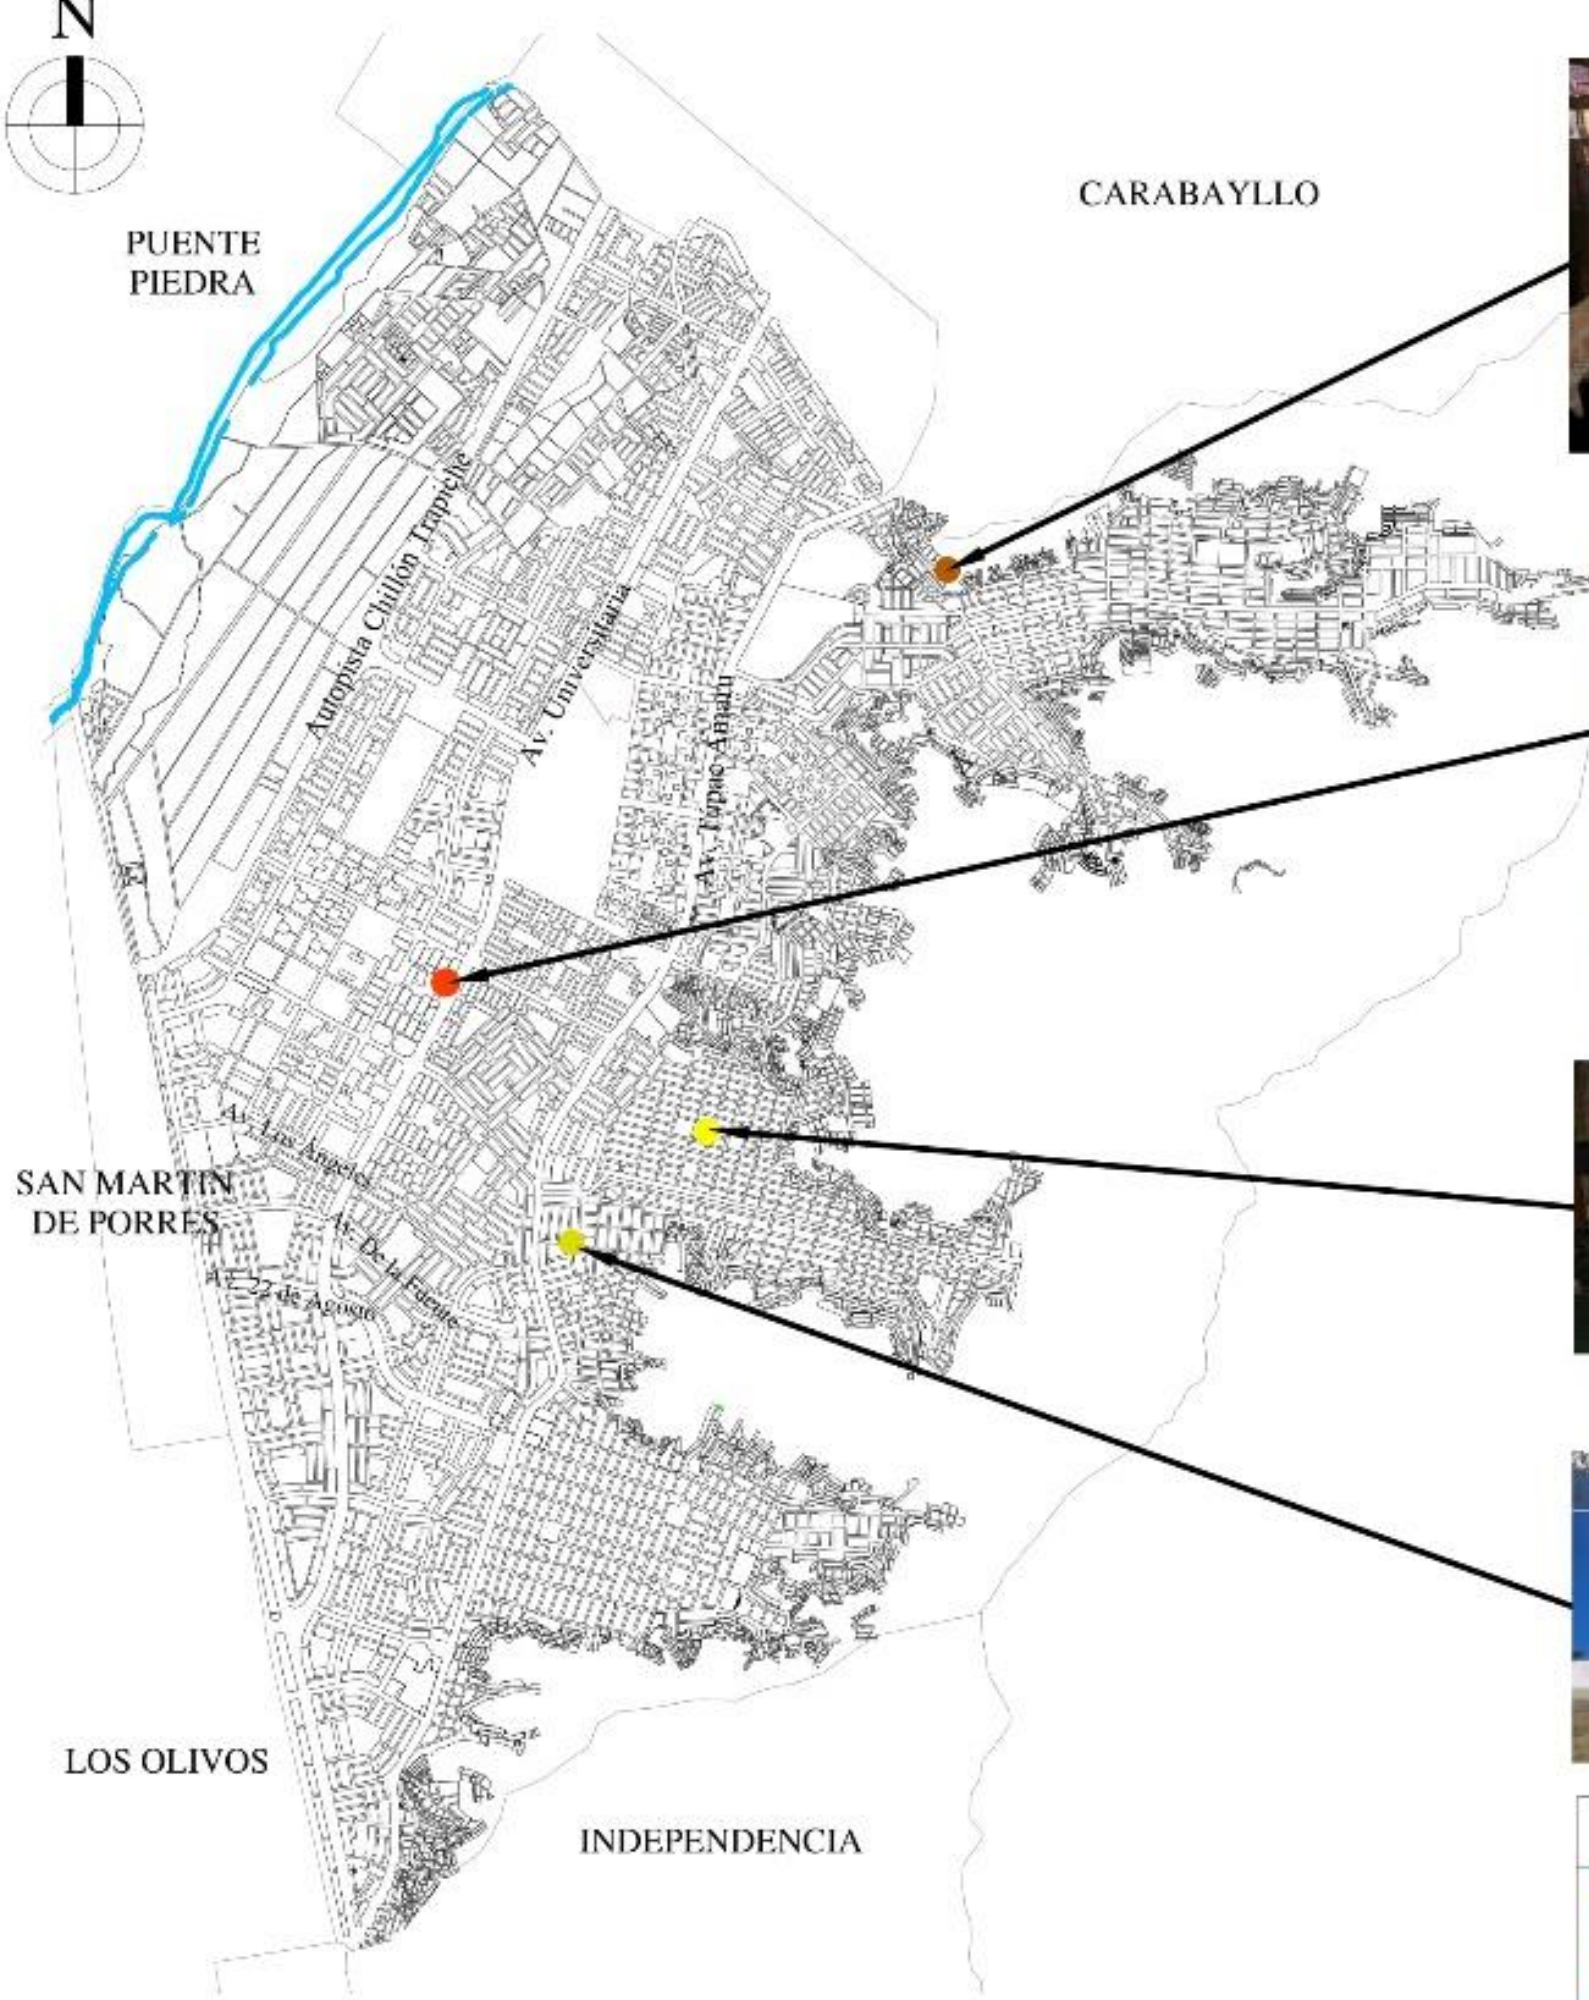 N
CARABAYLLO
PUENTE
PIEDRA
Autopista Chillón Trapiche
Av. Universitaria
Av. Túpac Amaru
Av. Los Angeles
SAN MARTIN
DE PORRES
Av. De la Fuente
Av. 22 de Agosto
LOS OLIVOS
INDEPENDENCIA